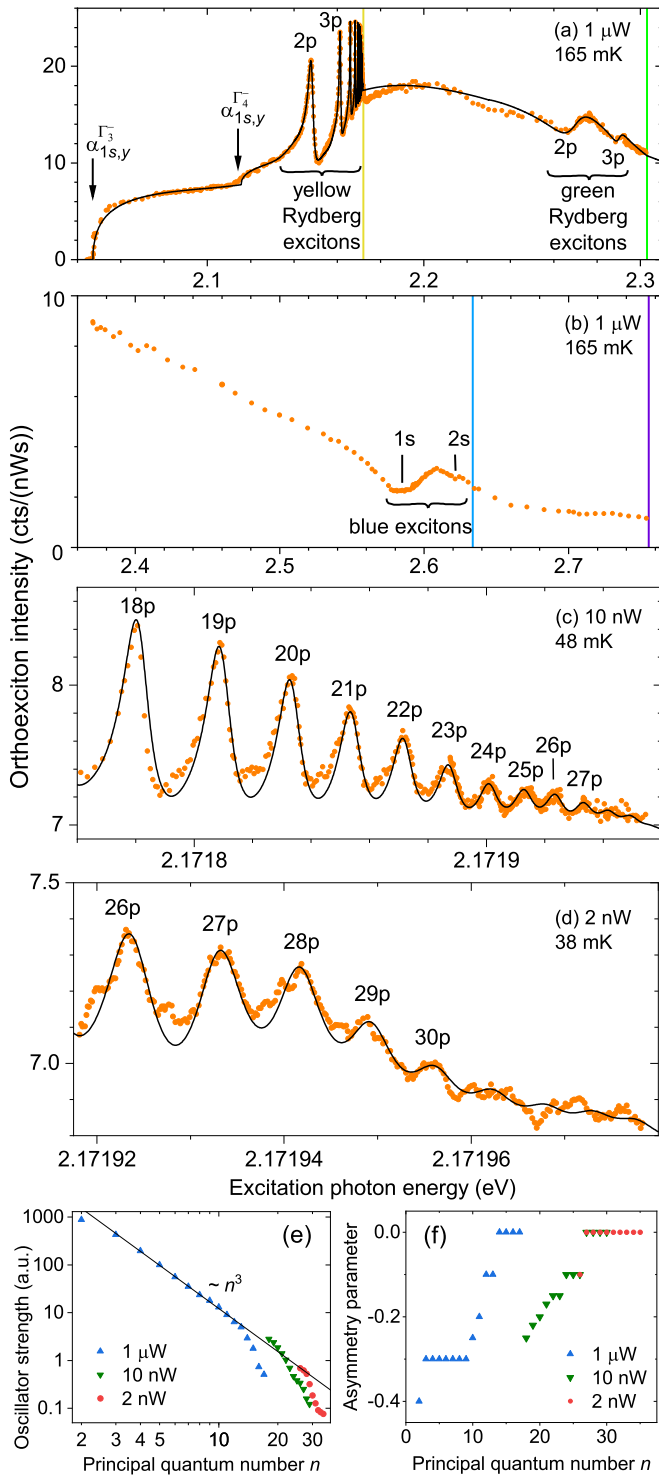 (a) 1 μW
165 mK
2p
3p
α1s,yΓ3−
α1s,yΓ4−
yellow
Rydberg
excitons
2p
3p
green
Rydberg
excitons
20
10
0
2.1
2.2
2.3
(b) 1 μW
165 mK
1s
2s
blue excitons
10
5
0
2.4
2.5
2.6
2.7
Orthoexciton intensity (cts/(nWs))
(c) 10 nW
48 mK
18p
19p
20p
21p
22p
23p
24p
25p
26p
27p
8
7
2.1718
2.1719
(d) 2 nW
38 mK
26p
27p
28p
29p
30p
7.5
7.0
2.17192
2.17194
2.17196
Excitation photon energy (eV)
(e)
~ n3
1000
100
10
1
0.1
1 μW
10 nW
2 nW
2
3
4
5
10
20
30
Oscillator strength (a.u.)
Principal quantum number n
(f)
0.0
-0.2
-0.4
1 μW
10 nW
2 nW
0
10
20
30
Asymmetry parameter
Principal quantum number n